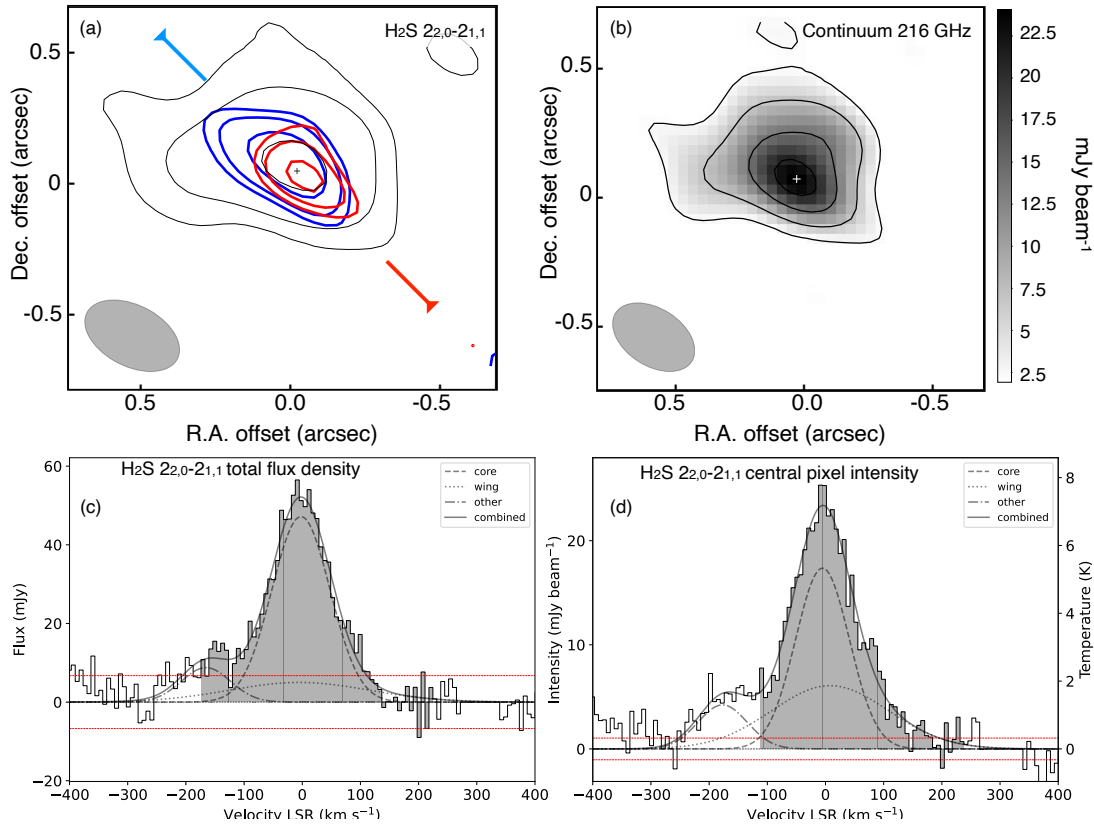 (a)
H2S 22,0-21,1
0.5
0
-0.5
Dec. offset (arcsec)
0.5
0.0
-0.5
R.A. offset (arcsec)
(b)
Continuum 216 GHz
0.5
0
-0.5
Dec. offset (arcsec)
0.5
0.0
-0.5
R.A. offset (arcsec)
22.5
20
17.5
15
12.5
10
7.5
5
2.5
mJy beam-1
H2S 22,0-21,1 total flux density
(c)
core
wing
other
combined
60
40
20
0
−20
Flux (mJy)
−400 −300 −200 −100 0 100 200 300 400
Velocity LSR (km s−1)
H2S 22,0-21,1 central pixel intensity
(d)
core
wing
other
combined
20
10
0
Intensity (mJy beam−1)
8
6
4
2
0
Temperature (K)
−400 −300 −200 −100 0 100 200 300 400
Velocity LSR (km s−1)